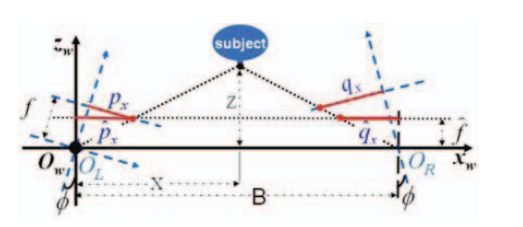 subject
z_w
p_x
q_x
f
Z
p̂_x
q̂_x
f
O_w
O_L
O_R
x_w
X
B
ϕ
ϕ